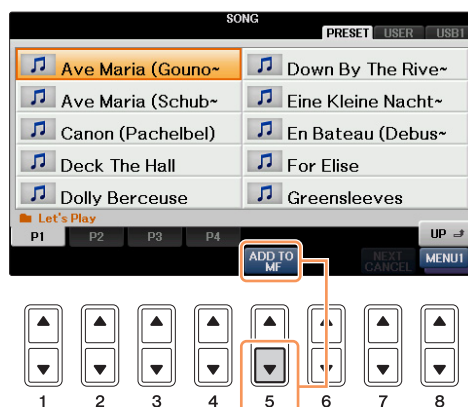 SONG
PRESET USER USB1
Ave Maria (Gouno~
Down By The Rive~
Ave Maria (Schub~
Eine Kleine Nacht~
Canon (Pachelbel)
En Bateau (Debus~
Deck The Hall
For Elise
Dolly Berceuse
Greensleeves
Let's Play
P1 P2 P3 P4 UP
ADD TO
MF
NEXT
CANCEL
MENU1
1 2 3 4 5 6 7 8